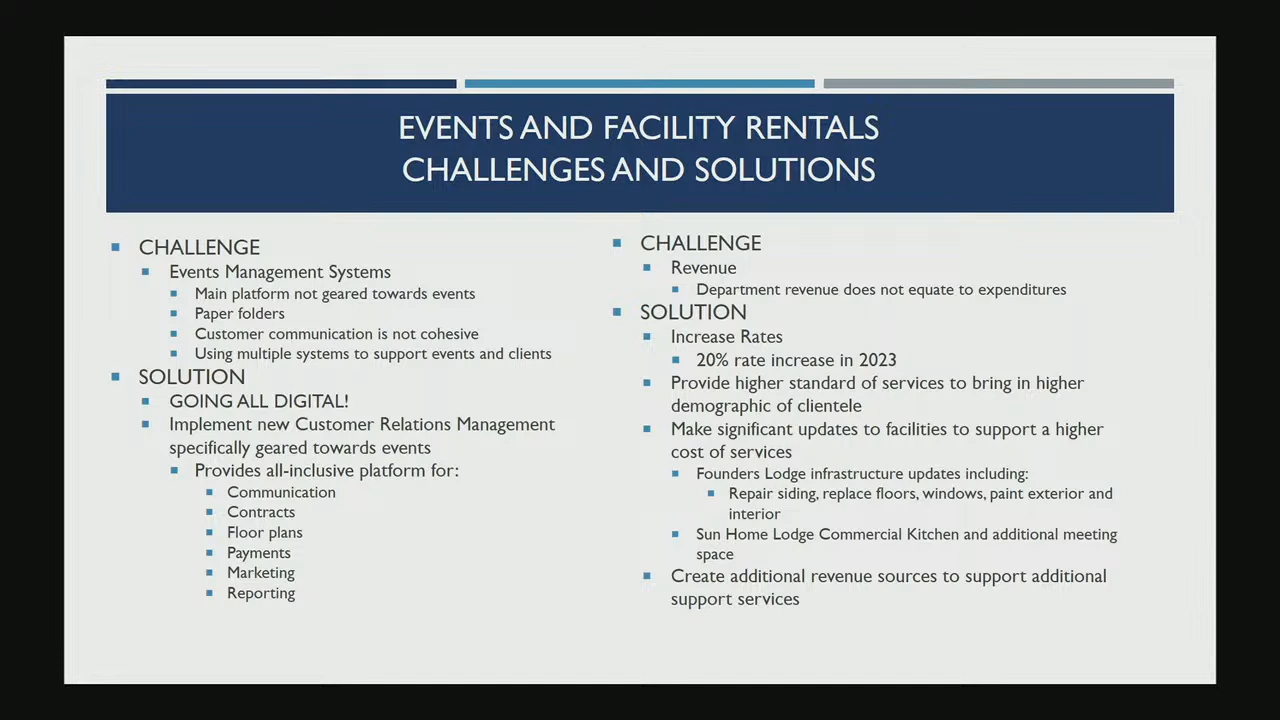 EVENTS AND FACILITY RENTALS
CHALLENGES AND SOLUTIONS
CHALLENGE
Events Management Systems
Main platform not geared towards events
Paper folders
Customer communication is not cohesive
Using multiple systems to support events and clients
SOLUTION
GOING ALL DIGITAL!
Implement new Customer Relations Management
specifically geared towards events
Provides all-inclusive platform for:
Communication
Contracts
Floor plans
Payments
Marketing
Reporting
CHALLENGE
Revenue
Department revenue does not equate to expenditures
SOLUTION
Increase Rates
20% rate increase in 2023
Provide higher standard of services to bring in higher
demographic of clientele
Make significant updates to facilities to support a higher
cost of services
Founders Lodge infrastructure updates including:
Repair siding, replace floors, windows, paint exterior and
interior
Sun Home Lodge Commercial Kitchen and additional meeting
space
Create additional revenue sources to support additional
support services